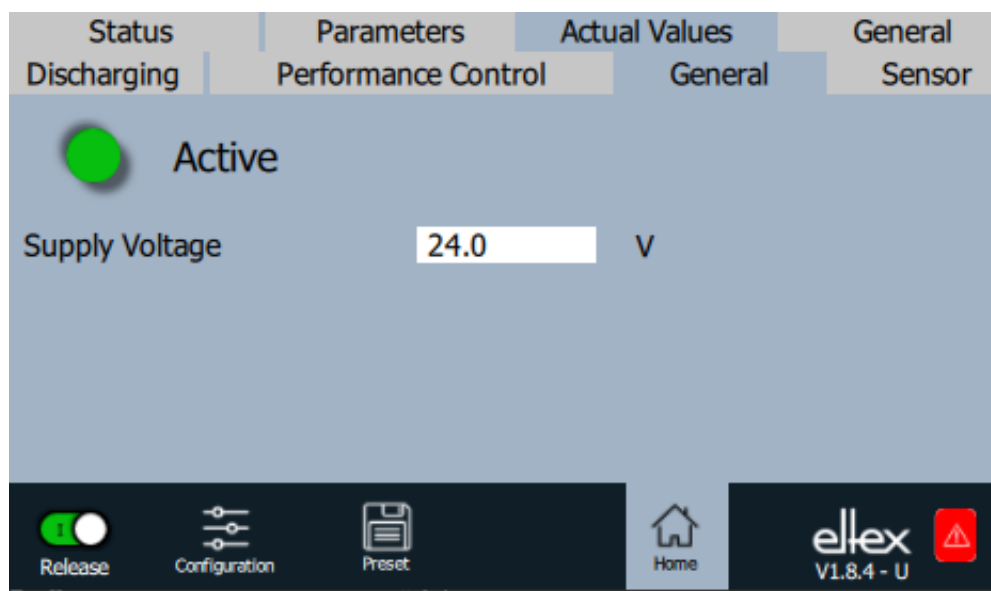 Status Parameters Actual Values General
Discharging Performance Control General Sensor
Active
Supply Voltage 24.0 V
I
Release Configuration Preset Home
eltex
V1.8.4 - U